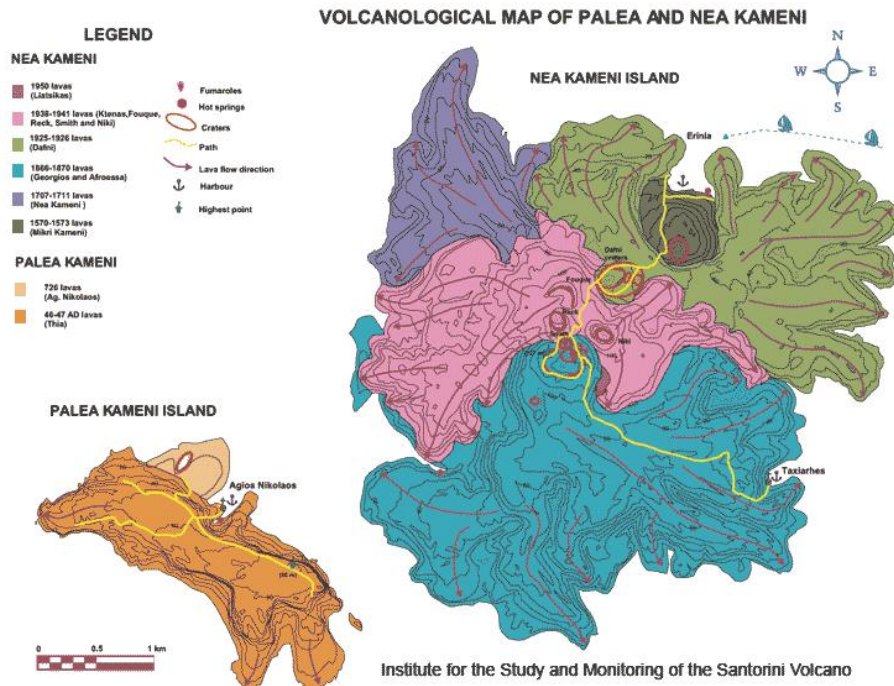 VOLCANOLOGICAL MAP OF PALEA AND NEA KAMENI
LEGEND
NEA KAMENI
1950 lavas
(Liatsikas)
1938-1941 lavas (Ktenas,Fouque,
Reck, Smith and Niki)
1925-1926 lavas
(Dafni)
1866-1870 lavas
(Georgios and Afroessa)
1707-1711 lavas
(Nea Kameni )
1570-1573 lavas
(Mikri Kameni)
Fumaroles
Hot springs
Craters
Path
Lava flow direction
Harbour
Highest point
PALEA KAMENI
726 lavas
(Ag. Nikolaos)
46-47 AD lavas
(Thia)
NEA KAMENI ISLAND
N
W E
S
Erinia
Dafni
craters
Fouque
Reck
Niki
Taxiarhes
PALEA KAMENI ISLAND
Agios Nikolaos
0 0.5 1 km
Institute for the Study and Monitoring of the Santorini Volcano